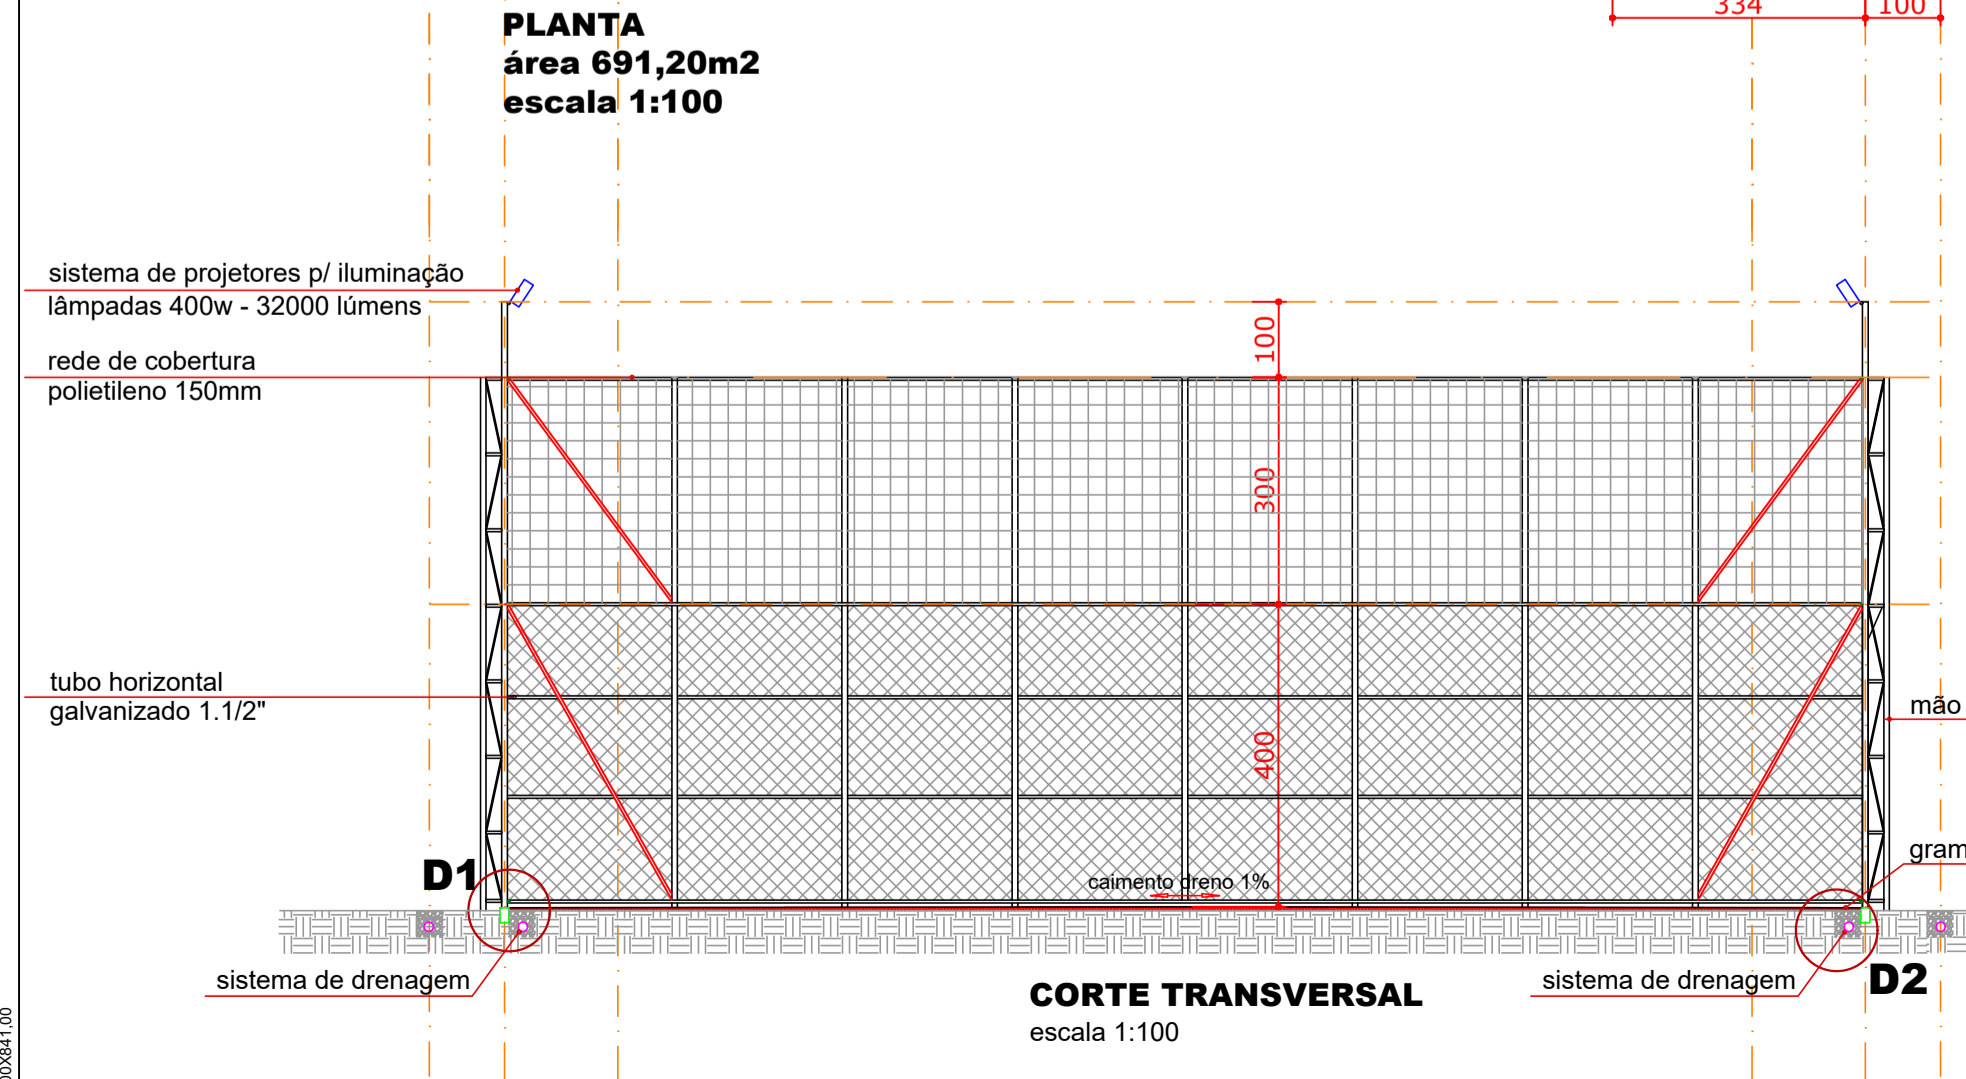 PLANTA
área 691,20m2
escala 1:100
334
100
sistema de projetores p/ iluminação
lâmpadas 400w - 32000 lúmens
rede de cobertura
polietileno 150mm
100
300
tubo horizontal
galvanizado 1.1/2"
mão
400
caimento dreno 1%
gram
D1
sistema de drenagem
sistema de drenagem
D2
CORTE TRANSVERSAL
escala 1:100
00X841,00